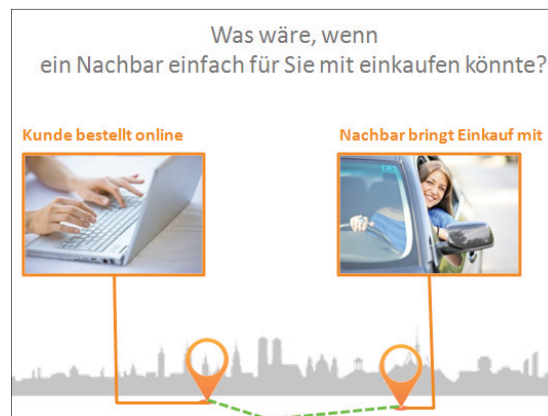 Was wäre, wenn
ein Nachbar einfach für Sie mit einkaufen könnte?
Kunde bestellt online
Nachbar bringt Einkauf mit